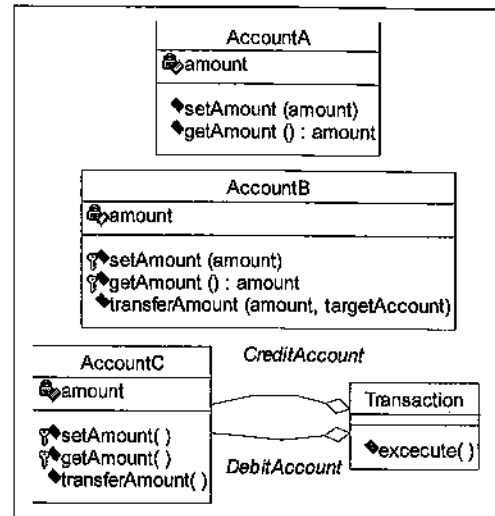 AccountA
amount
setAmount (amount)
getAmount () : amount
AccountB
amount
setAmount (amount)
getAmount () : amount
transferAmount (amount, targetAccount)
AccountC
amount
setAmount( )
getAmount( )
transferAmount( )
CreditAccount
DebitAccount
Transaction
excecute( )